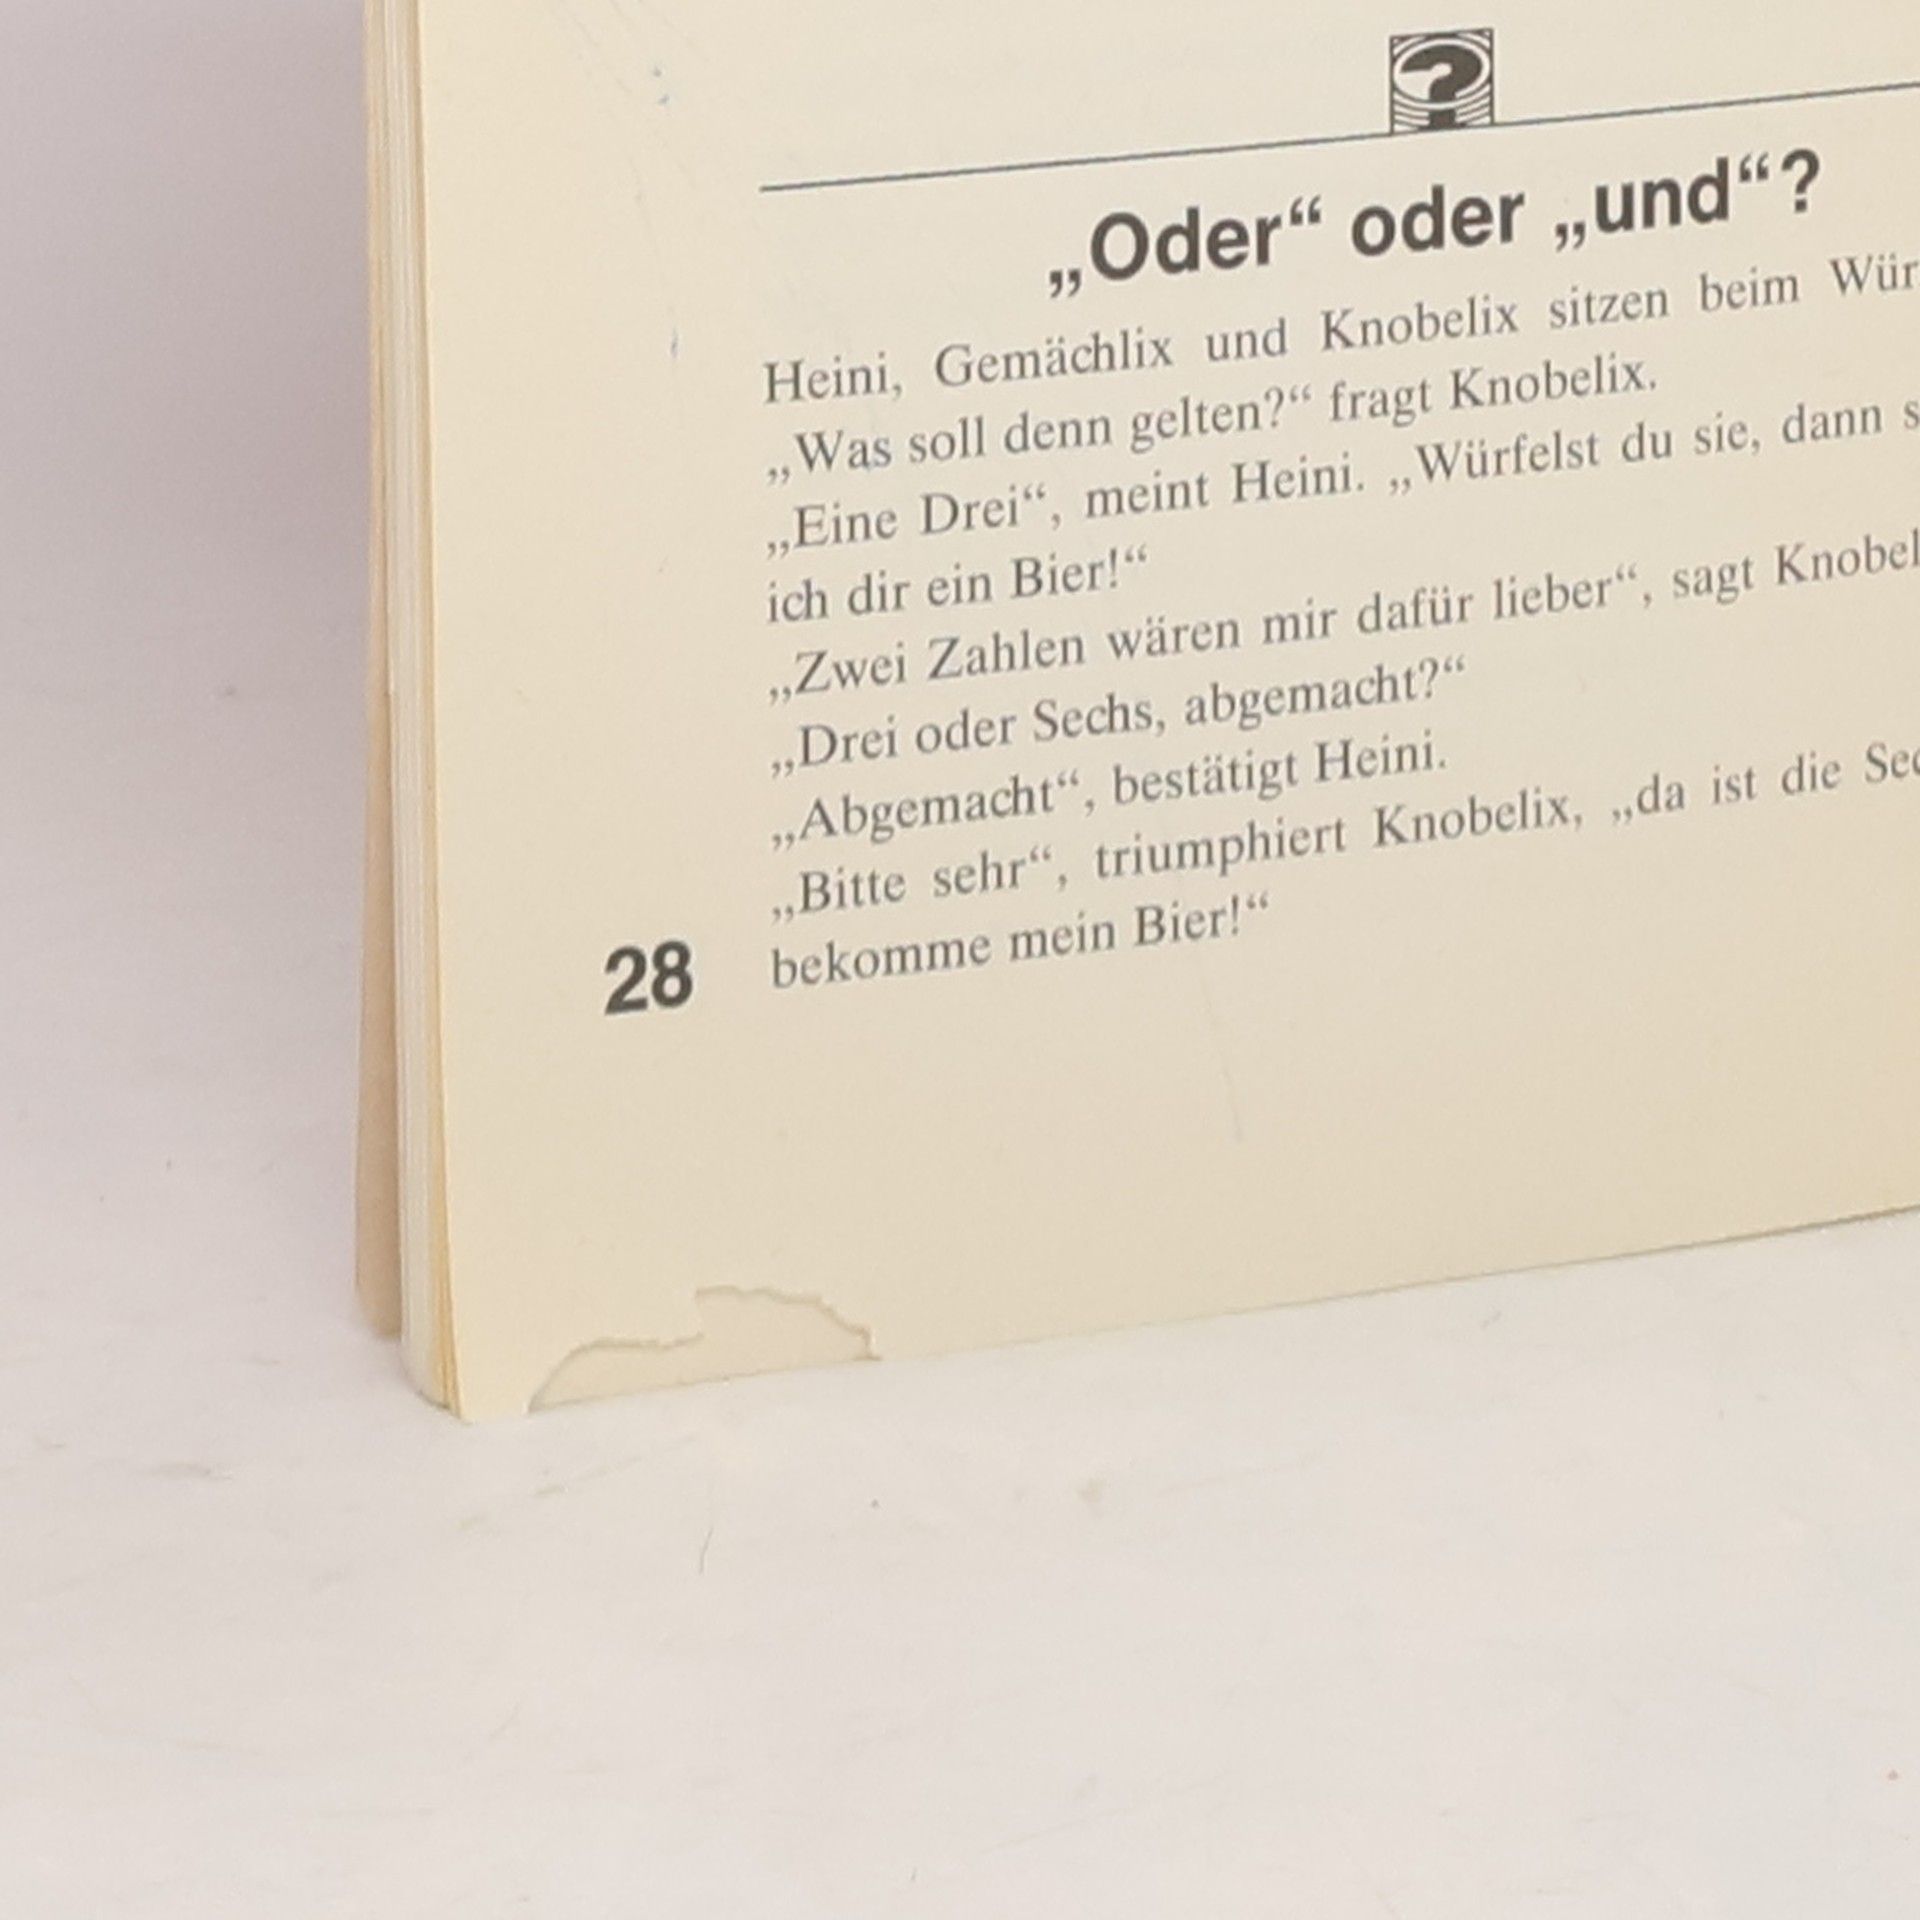 ?
„Oder“ oder „und“?
Heini, Gemächlix und Knobelix sitzen beim
„Was soll denn gelten?“ fragt Knobelix.
„Eine Drei“, meint Heini. „Würfelst du sie, dann
ich dir ein Bier!“
„Zwei Zahlen wären mir dafür lieber“, sagt
„Drei oder Sechs, abgemacht?“
„Abgemacht“, bestätigt Heini.
„Bitte sehr“, triumphiert Knobelix, „da ist die
bekomme mein Bier!“
28